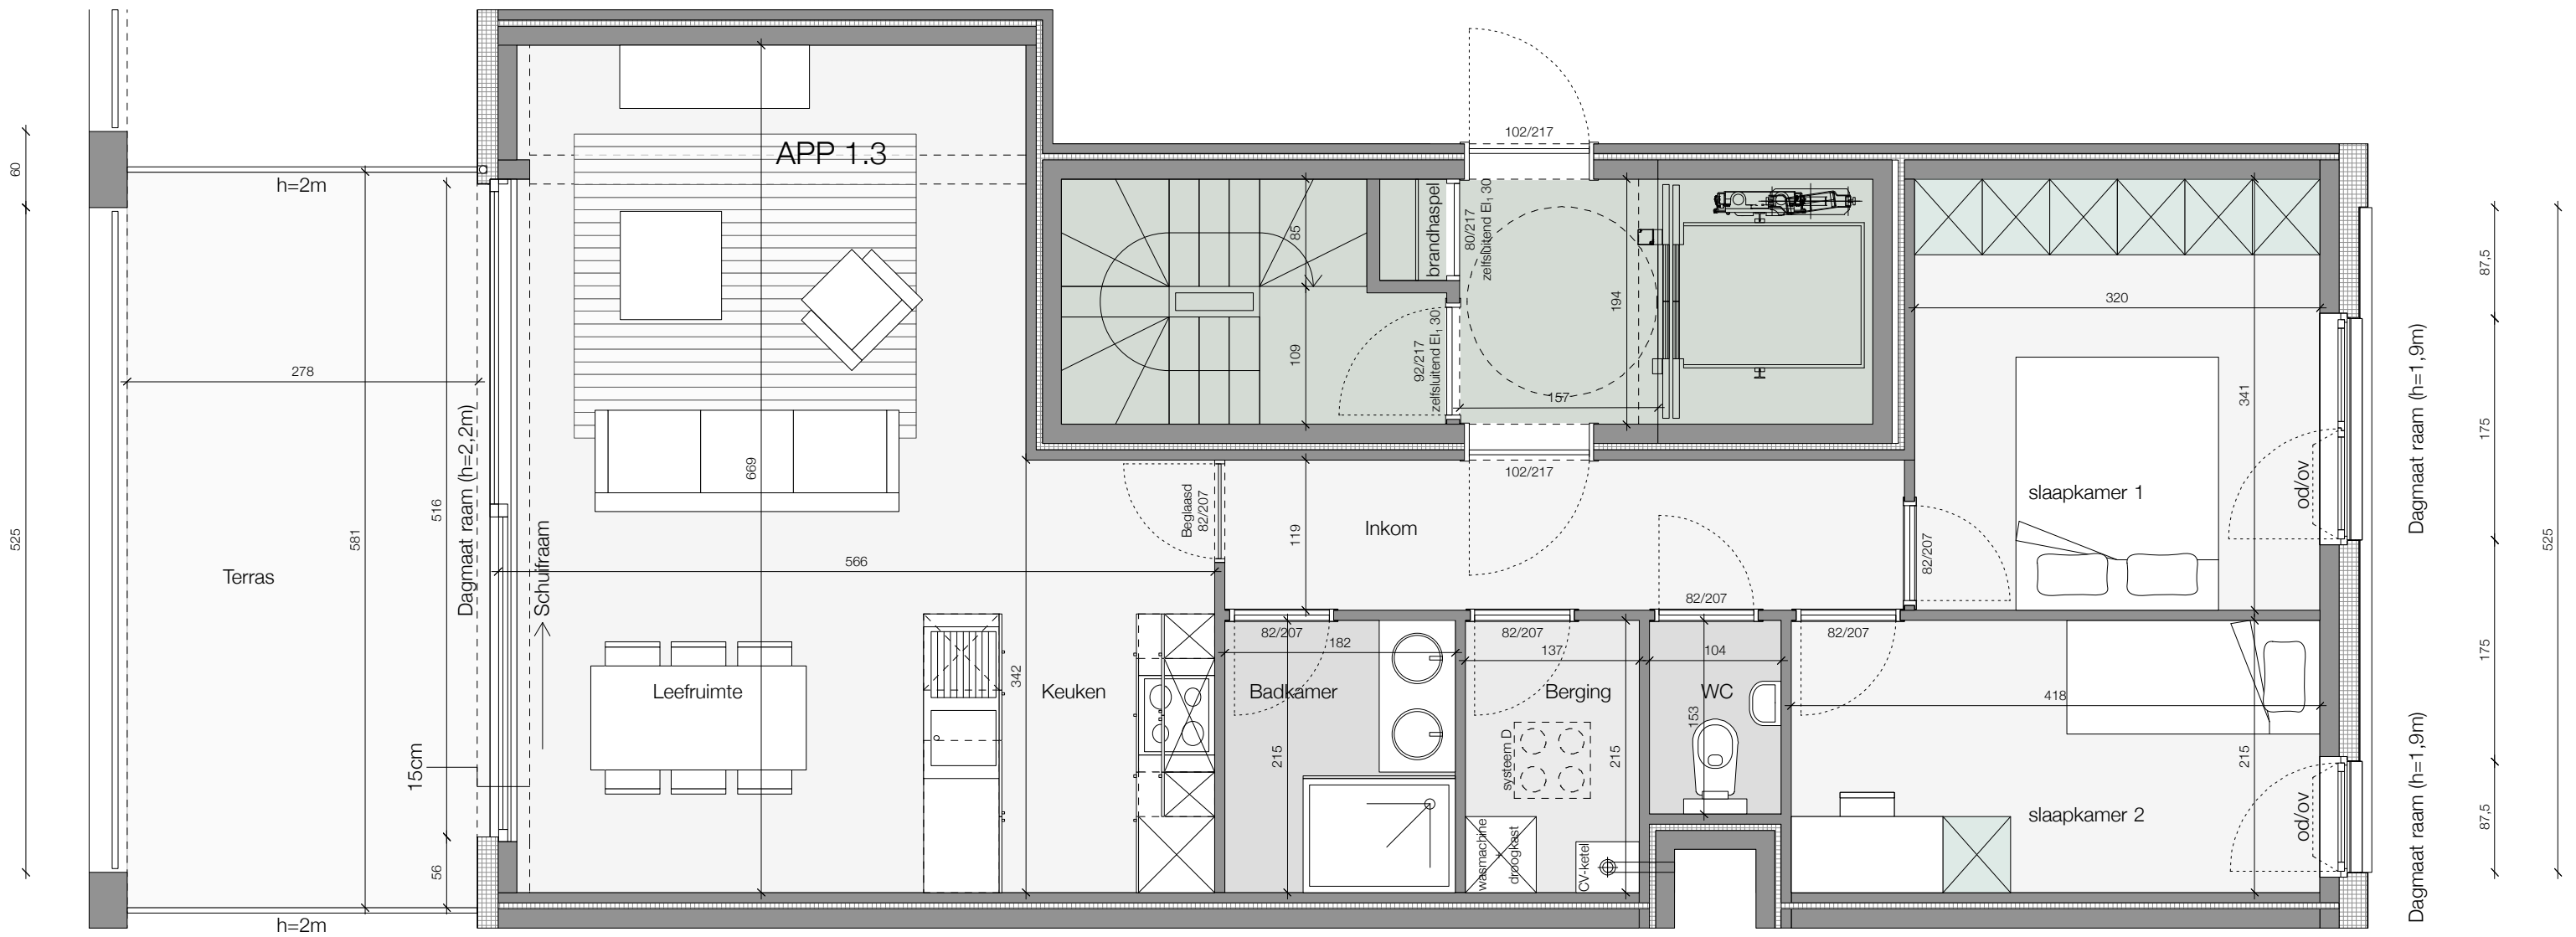 60
525
h=2m
278
581
516
56
Terras
15cm
h=2m
Dagmaat raam (h=2,2m)
Schuifraam
APP 1.3
669
566
Leefruimte
342
Keuken
Beglaasd
82/207
85
109
brandhaspel
80/217
zelfsluitend EI₁ 30
92/217
zelfsluitend EI₁ 30
102/217
194
157
102/217
119
Inkom
82/207
182
Badkamer
215
82/207
137
Berging
systeem D
215
wasmachine
droogkast
CV-ketel
82/207
104
WC
153
82/207
320
341
slaapkamer 1
82/207
od/ov
418
215
slaapkamer 2
od/ov
Dagmaat raam (h=1,9m)
Dagmaat raam (h=1,9m)
87,5
175
175
87,5
525